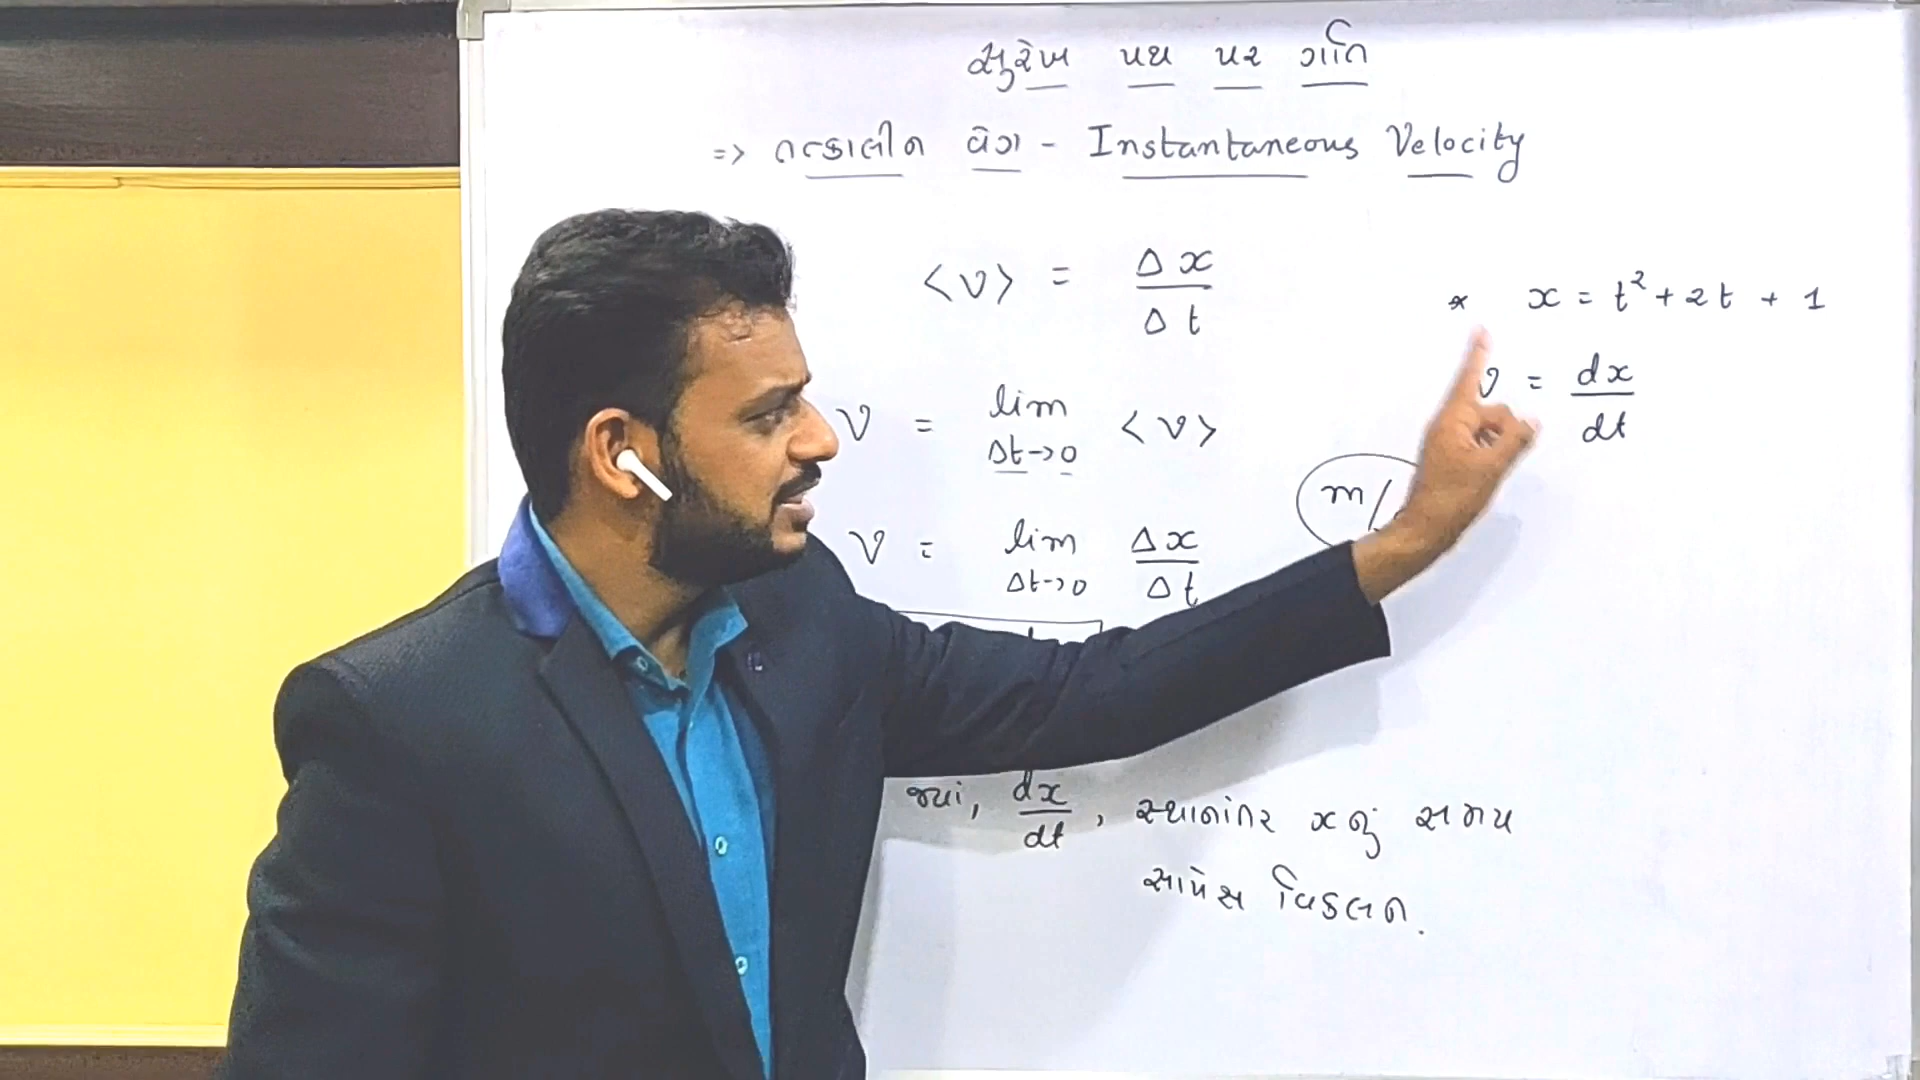 સુરેખ પથ પર ગતિ
=> તત્કાલીન વેગ - Instantaneous Velocity
<v> = Δx/Δt
v = lim Δt→0 <v>
v = lim Δt→0 Δx/Δt
* x = t² + 2t + 1
v = dx/dt
m/
જ્યાં, dx/dt, સ્થાનાંતર x નું સમય
સાપેક્ષ વિકલન.